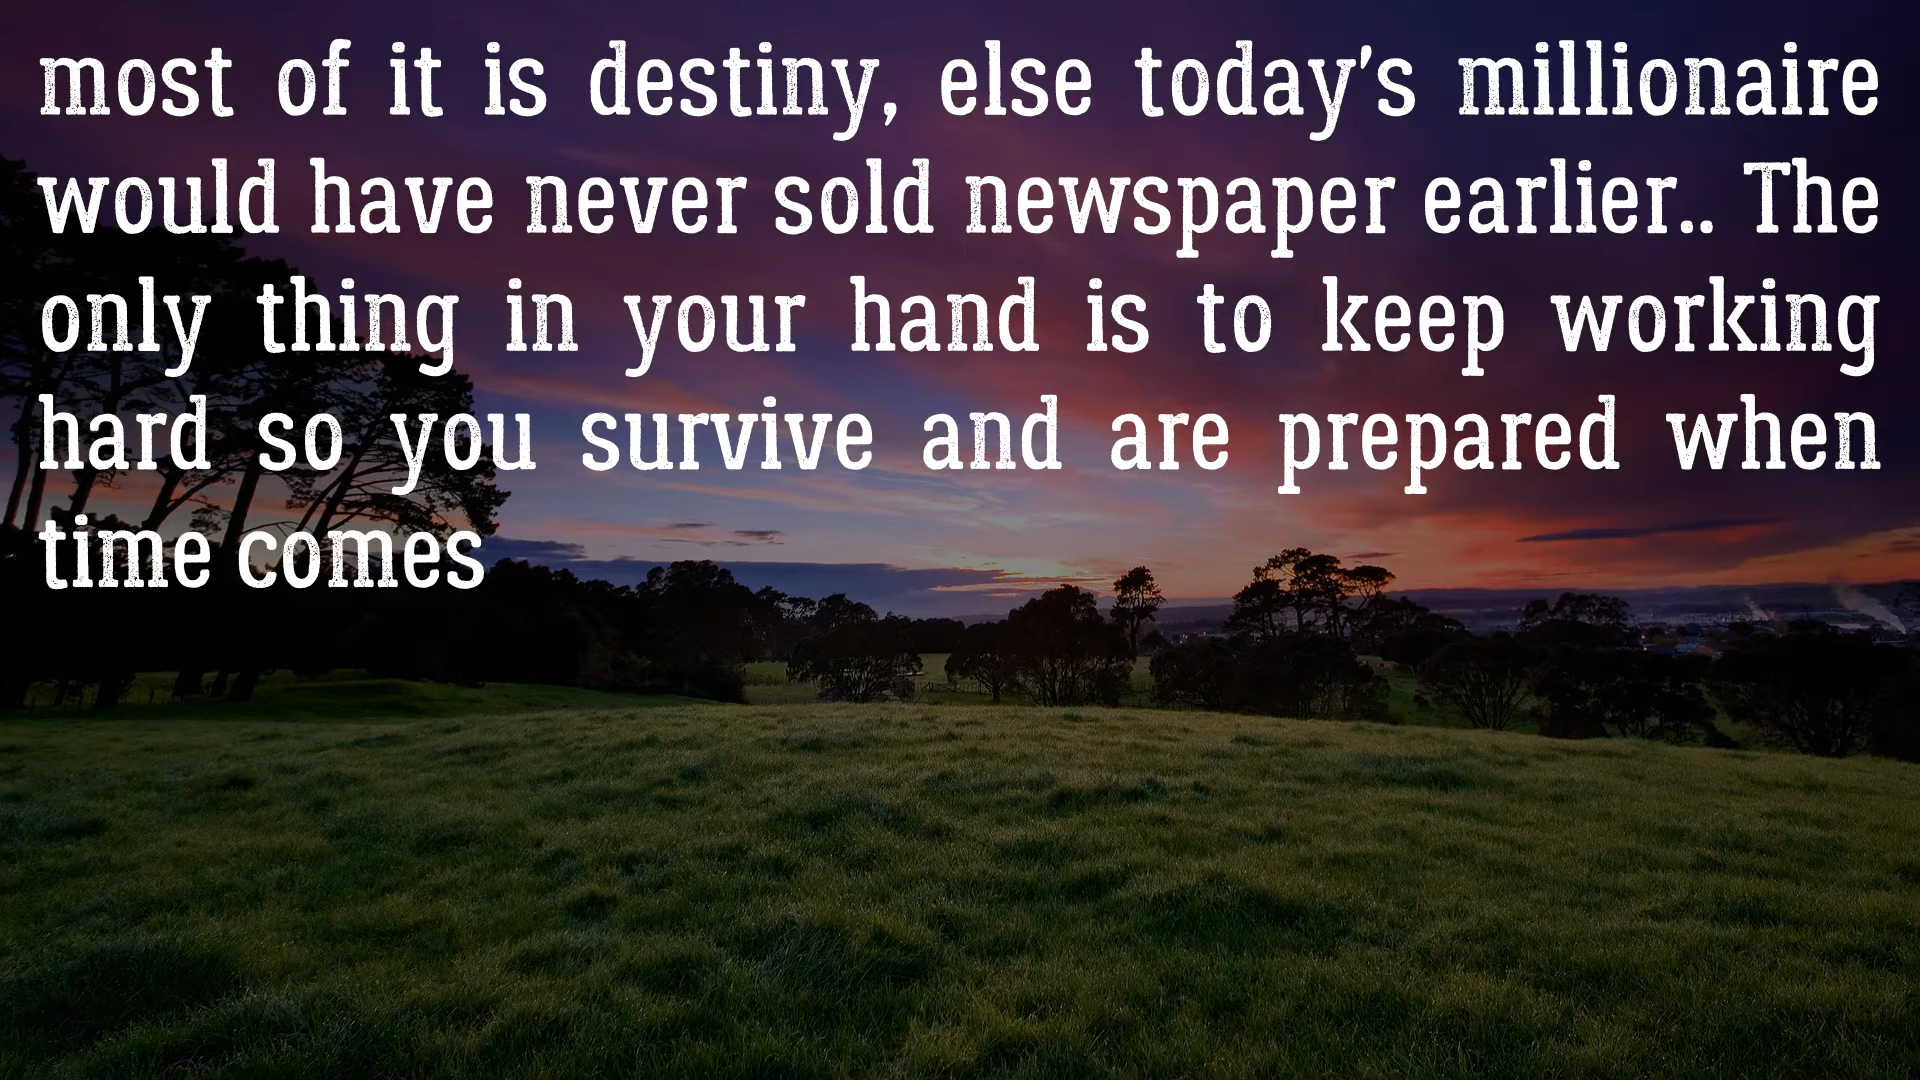 most of it is destiny, else today's millionaire
would have never sold newspaper earlier.. The
only thing in your hand is to keep working
hard so you survive and are prepared when
time comes